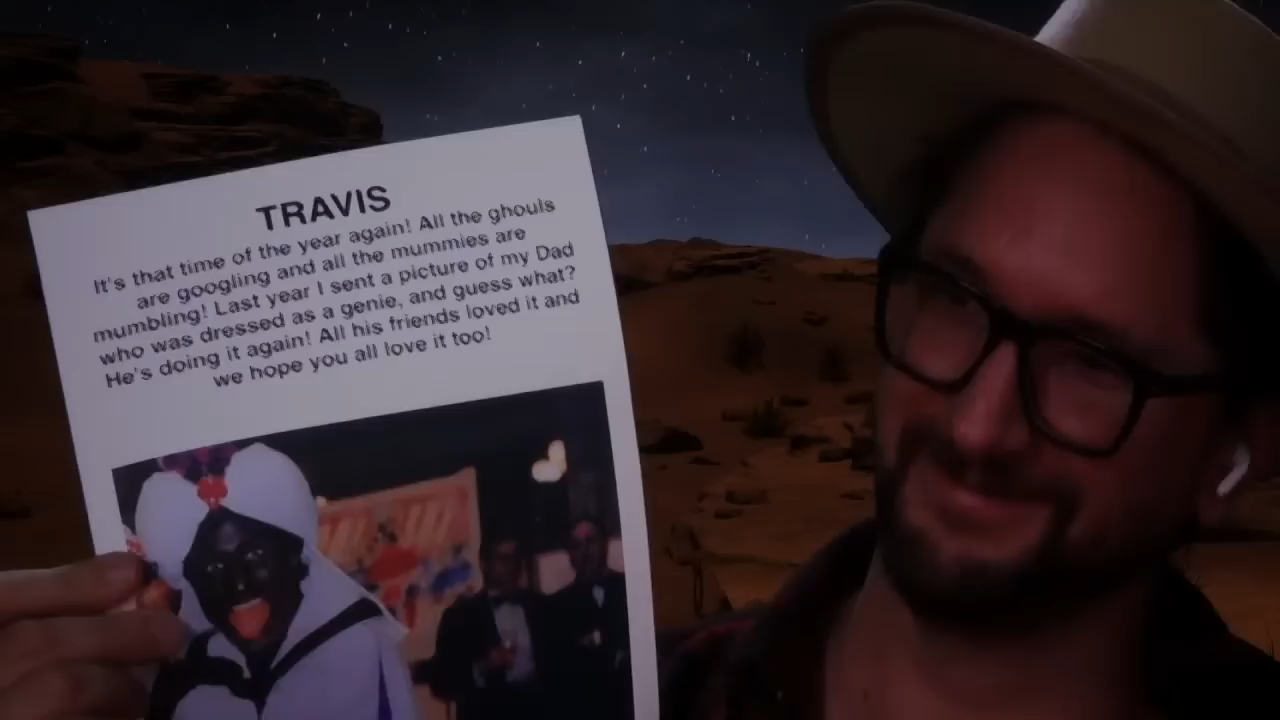 TRAVIS
It's that time of the year again! All the ghouls
are googling and all the mummies are
mumbling! Last year I sent a picture of my Dad
who was dressed as a genie, and guess what?
He's doing it again! All his friends loved it and
we hope you all love it too!